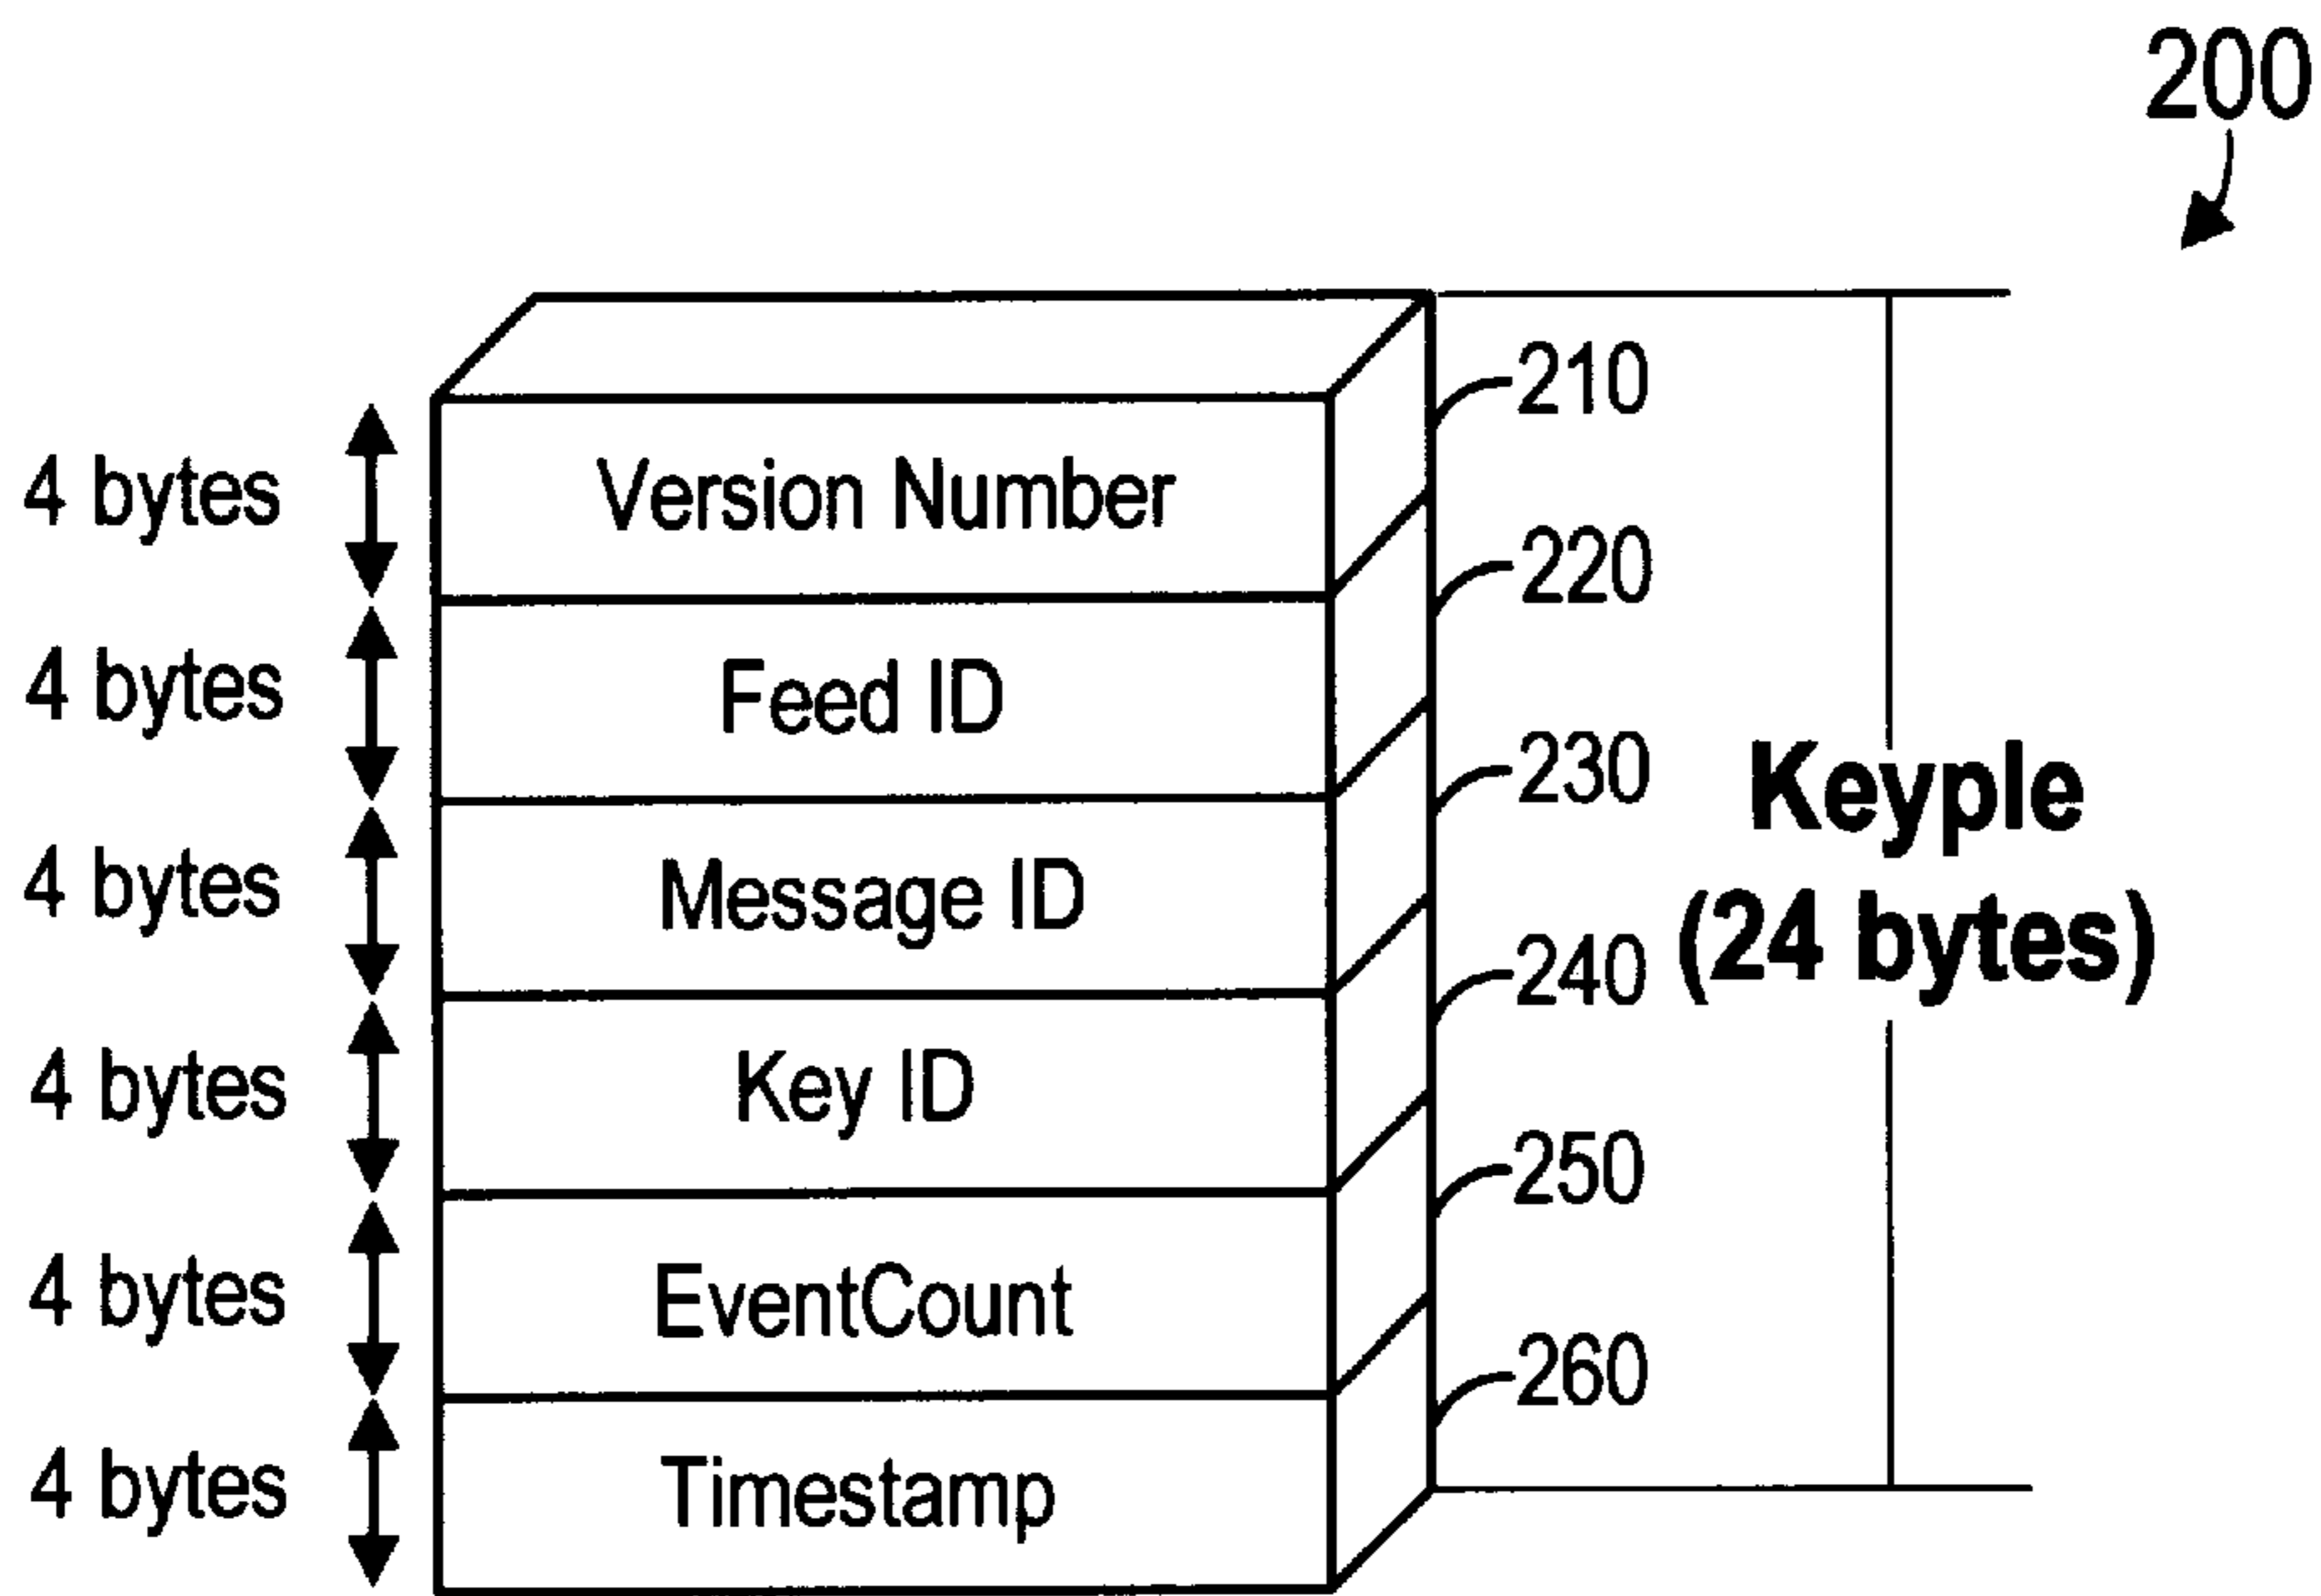 200
210
4 bytes
Version Number
220
4 bytes
Feed ID
230
Keyple
(24 bytes)
4 bytes
Message ID
240
4 bytes
Key ID
250
4 bytes
EventCount
260
4 bytes
Timestamp